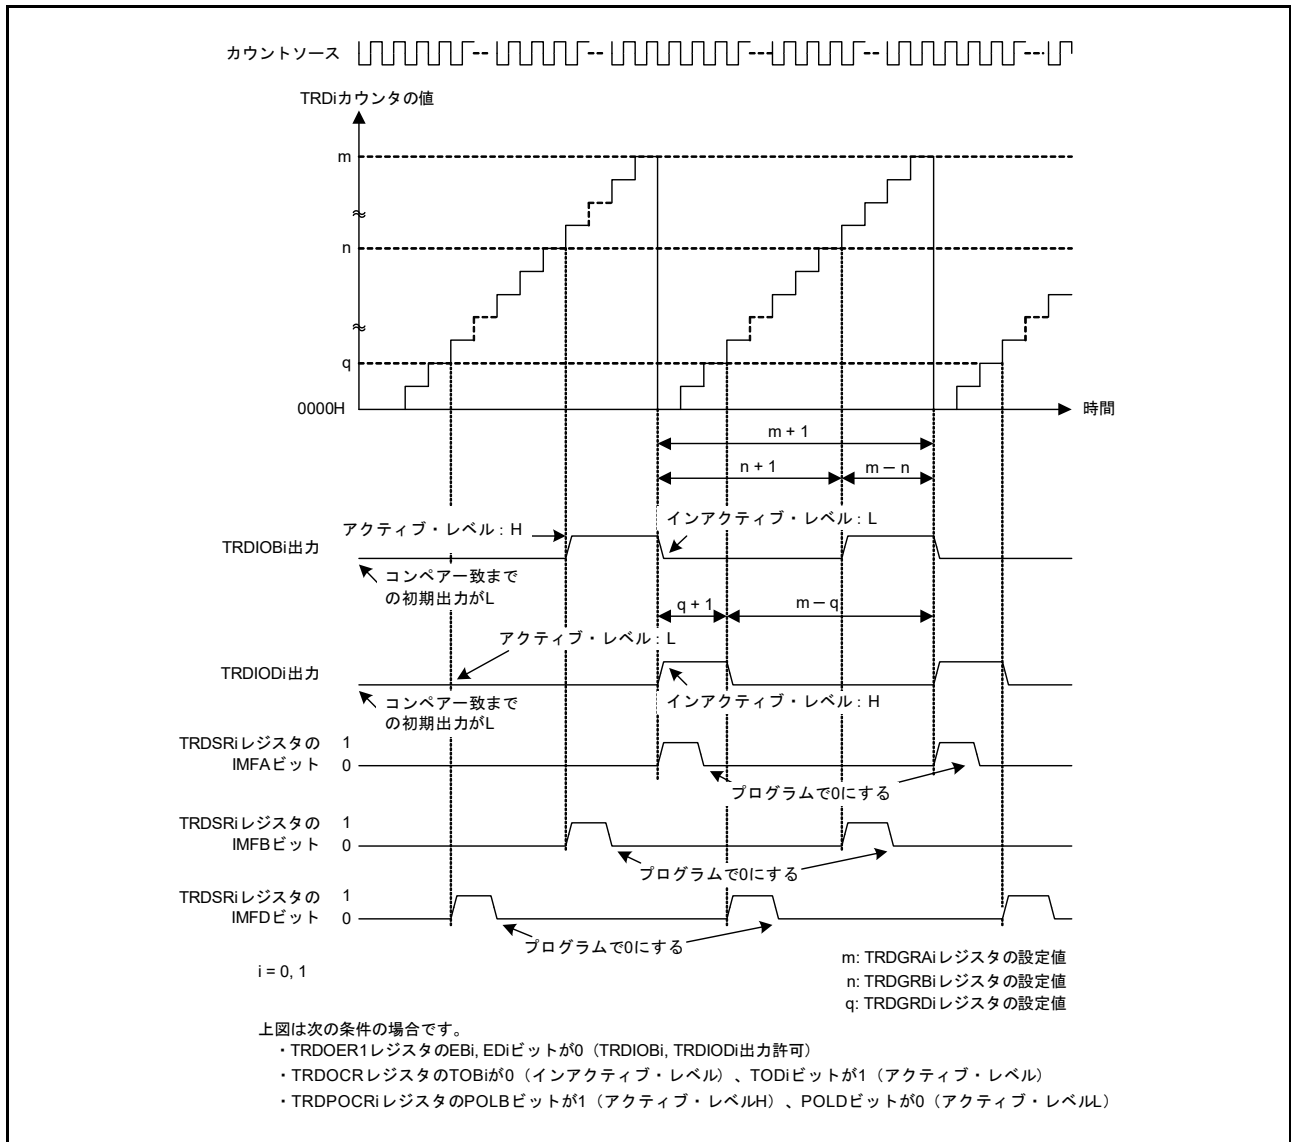 カウントソース
TRDiカウンタの値
m
n
q
0000H
時間
m + 1
n + 1
m − n
アクティブ・レベル : H
インアクティブ・レベル : L
TRDIOBi出力
コンペアー致まで
の初期出力がL
q + 1
m − q
アクティブ・レベル : L
TRDIODi出力
コンペアー致まで
の初期出力がL
インアクティブ・レベル : H
TRDSRiレジスタの 1
IMFAビット 0
プログラムで0にする
TRDSRiレジスタの 1
IMFBビット 0
プログラムで0にする
TRDSRiレジスタの 1
IMFDビット 0
プログラムで0にする
i = 0, 1
m: TRDGRAiレジスタの設定値
n: TRDGRBiレジスタの設定値
q: TRDGRDiレジスタの設定値
上図は次の条件の場合です。
・TRDOER1レジスタのEBi, EDiビットが0（TRDIOBi, TRDIODi出力許可）
・TRDOCRレジスタのTOBiが0（インアクティブ・レベル）、TODiビットが1（アクティブ・レベル）
・TRDPOCRiレジスタのPOLBビットが1（アクティブ・レベルH）、POLDビットが0（アクティブ・レベルL）